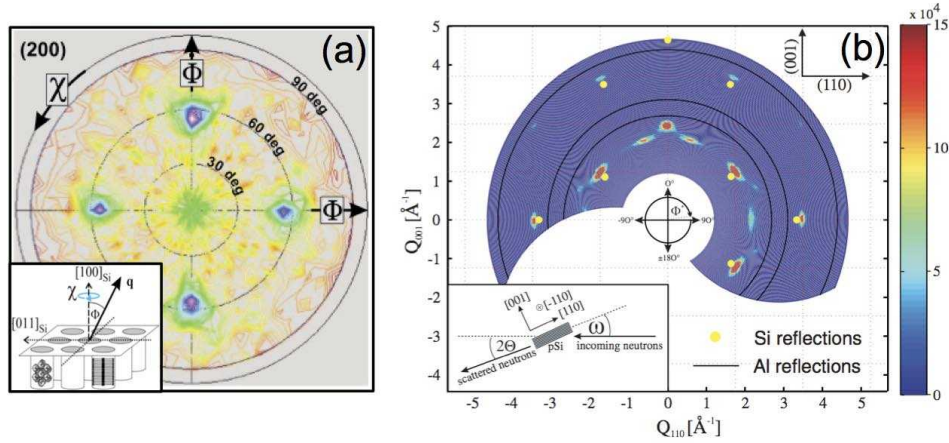 (200)
(a)
χ
Φ
90 deg
60 deg
30 deg
Φ
[100]Si
χ
Φ
q
[011]Si
(b)
x 10⁴
15
10
5
0
(001)
(110)
5
4
3
2
1
0
-1
-2
-3
-4
Q001 [Å⁻¹]
0°
-90°
90°
±180°
Φ'
[001]
⊙[-110]
[110]
ω
2Θ
pSi
incoming neutrons
scattered neutrons
Si reflections
Al reflections
-5 -4 -3 -2 -1 0 1 2 3 4 5
Q110 [Å⁻¹]